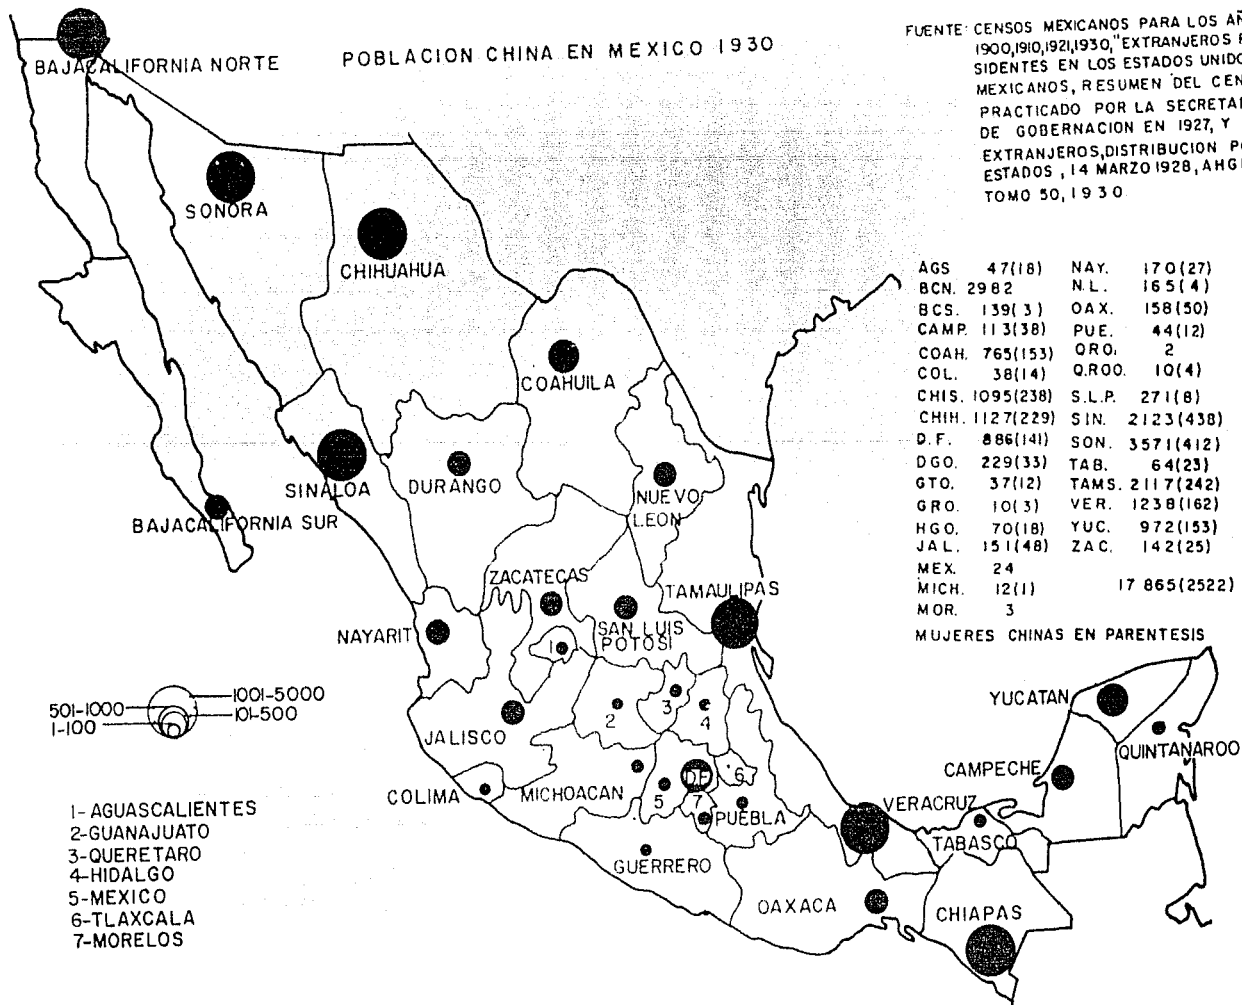 POBLACION CHINA EN MEXICO 1930
FUENTE: CENSOS MEXICANOS PARA LOS AÑ
1900,1910,1921,1930,"EXTRANJEROS R
SIDENTES EN LOS ESTADOS UNIDO
MEXICANOS, RESUMEN DEL CEN
PRACTICADO POR LA SECRETAR
DE GOBERNACION EN 1927, Y
EXTRANJEROS,DISTRIBUCION PO
ESTADOS, 14 MARZO 1928, AHG
TOMO 50, 1930
BAJACALIFORNIA NORTE
SONORA
CHIHUAHUA
COAHUILA
SINALOA
DURANGO
NUEVO
LEON
BAJACALIFORNIA SUR
ZACATECAS
TAMAULIPAS
NAYARIT
SAN LUIS
POTOSI
1
2
3
4
JALISCO
COLIMA
MICHOACAN
5
D.F.
6
7
PUEBLA
GUERRERO
OAXACA
VERACRUZ
TABASCO
CHIAPAS
CAMPECHE
YUCATAN
QUINTANAROO
AGS 47(18) NAY. 170(27)
BCN. 2982 N.L. 165(4)
BCS. 139(3) OAX. 158(50)
CAMP. 113(38) PUE. 44(12)
COAH. 765(153) QRO. 2
COL. 38(14) Q.ROO. 10(4)
CHIS. 1095(238) S.L.P. 271(8)
CHIH. 1127(229) SIN. 2123(438)
D.F. 886(141) SON. 3571(412)
DGO. 229(33) TAB. 64(23)
GTO. 37(12) TAMS. 2117(242)
GRO. 10(3) VER. 1238(162)
HGO. 70(18) YUC. 972(153)
JAL. 151(48) ZAC. 142(25)
MEX. 24
MICH. 12(1) 17 865(2522)
MOR. 3
MUJERES CHINAS EN PARENTESIS
1001-5000
501-1000
101-500
1-100
1- AGUASCALIENTES
2-GUANAJUATO
3-QUERETARO
4-HIDALGO
5-MEXICO
6-TLAXCALA
7-MORELOS